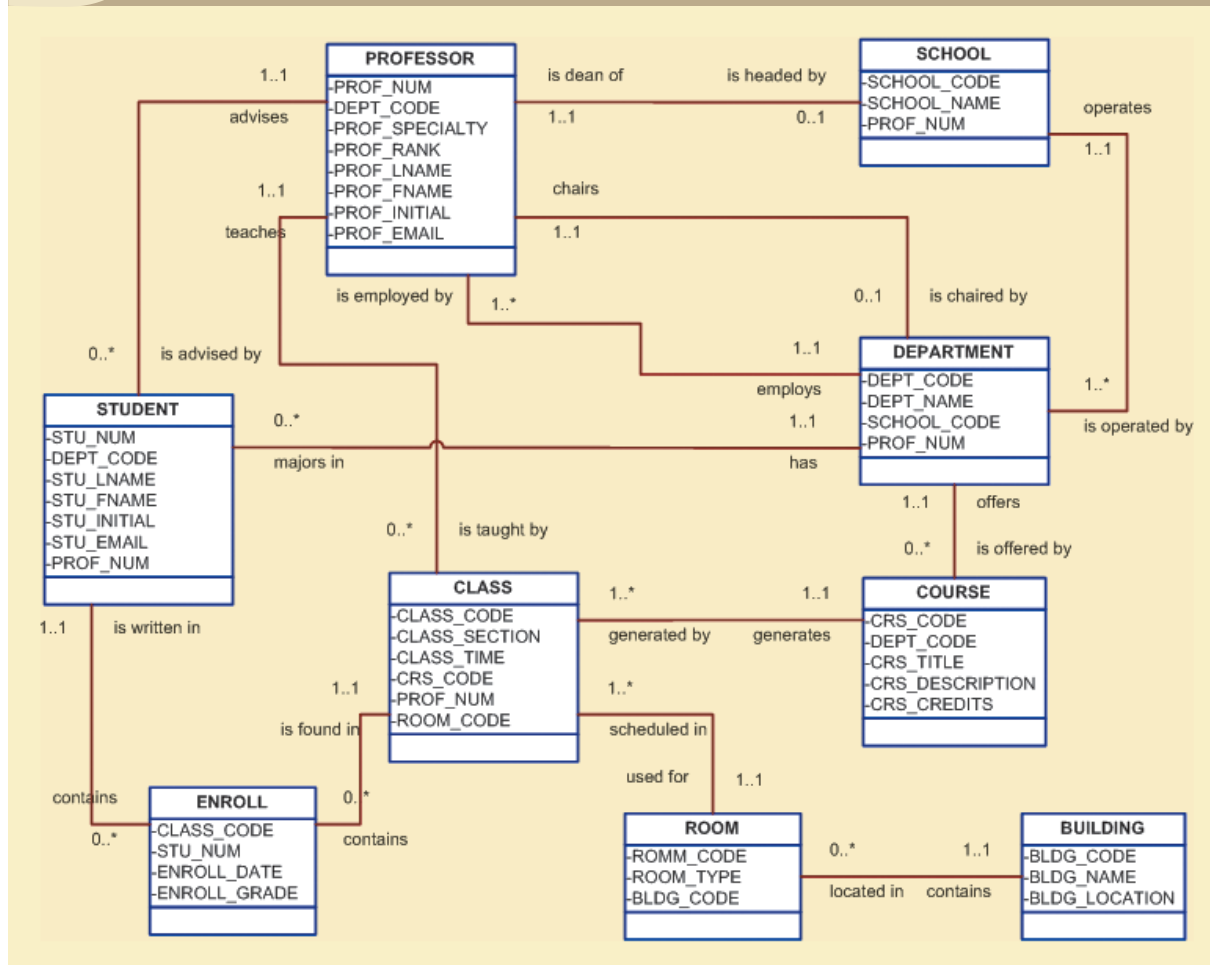 PROFESSOR
-PROF_NUM
-DEPT_CODE
-PROF_SPECIALTY
-PROF_RANK
-PROF_LNAME
-PROF_FNAME
-PROF_INITIAL
-PROF_EMAIL
SCHOOL
-SCHOOL_CODE
-SCHOOL_NAME
-PROF_NUM
1..1
advises
is dean of
is headed by
1..1
0..1
operates
1..1
1..1
teaches
chairs
1..1
is employed by
1..*
0..1
is chaired by
0..*
is advised by
1..1
employs
DEPARTMENT
-DEPT_CODE
-DEPT_NAME
-SCHOOL_CODE
-PROF_NUM
1..*
is operated by
STUDENT
-STU_NUM
-DEPT_CODE
-STU_LNAME
-STU_FNAME
-STU_INITIAL
-STU_EMAIL
-PROF_NUM
0..*
majors in
1..1
has
0..*
is taught by
1..1
offers
0..*
is offered by
CLASS
-CLASS_CODE
-CLASS_SECTION
-CLASS_TIME
-CRS_CODE
-PROF_NUM
-ROOM_CODE
1..*
generated by
1..1
generates
COURSE
-CRS_CODE
-DEPT_CODE
-CRS_TITLE
-CRS_DESCRIPTION
-CRS_CREDITS
1..1
is written in
1..1
is found in
1..*
scheduled in
used for
1..1
contains
0..*
0..*
contains
ENROLL
-CLASS_CODE
-STU_NUM
-ENROLL_DATE
-ENROLL_GRADE
ROOM
-ROMM_CODE
-ROOM_TYPE
-BLDG_CODE
0..*
located in
1..1
contains
BUILDING
-BLDG_CODE
-BLDG_NAME
-BLDG_LOCATION